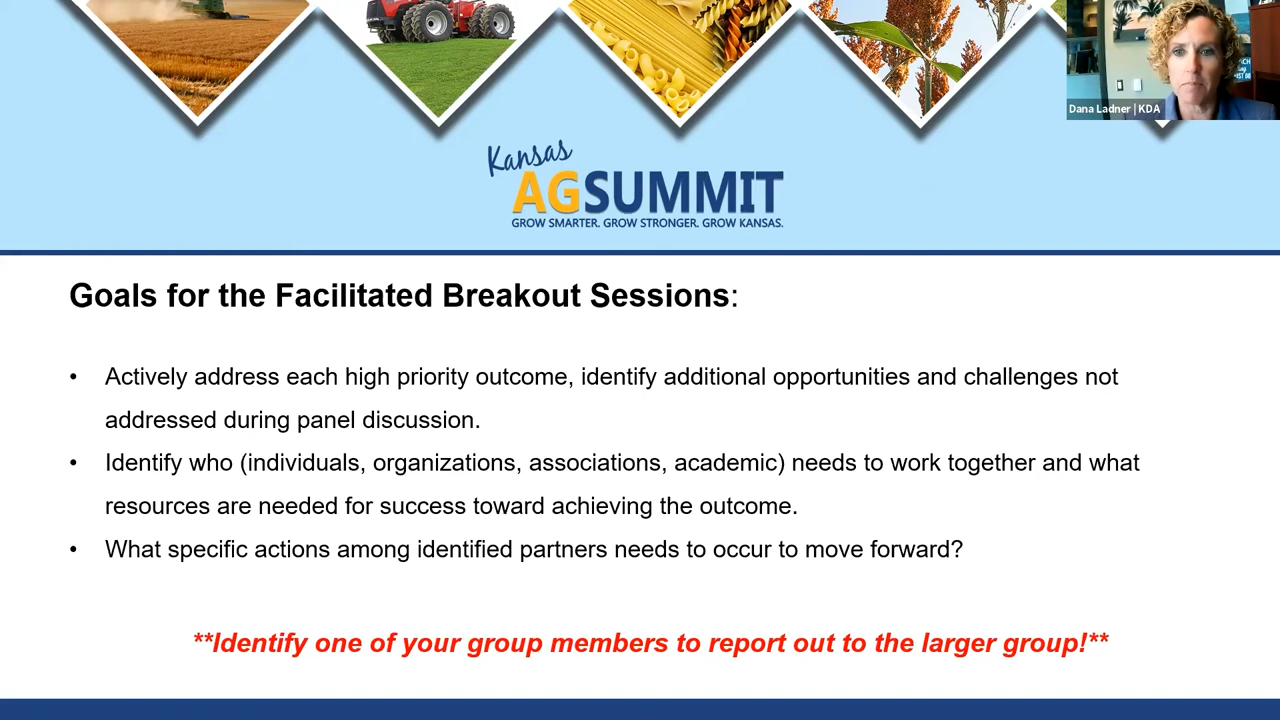 Dana Ladner | KDA
Kansas
AGSUMMIT
GROW SMARTER. GROW STRONGER. GROW KANSAS.
Goals for the Facilitated Breakout Sessions:
• Actively address each high priority outcome, identify additional opportunities and challenges not
addressed during panel discussion.
• Identify who (individuals, organizations, associations, academic) needs to work together and what
resources are needed for success toward achieving the outcome.
• What specific actions among identified partners needs to occur to move forward?
**Identify one of your group members to report out to the larger group!**